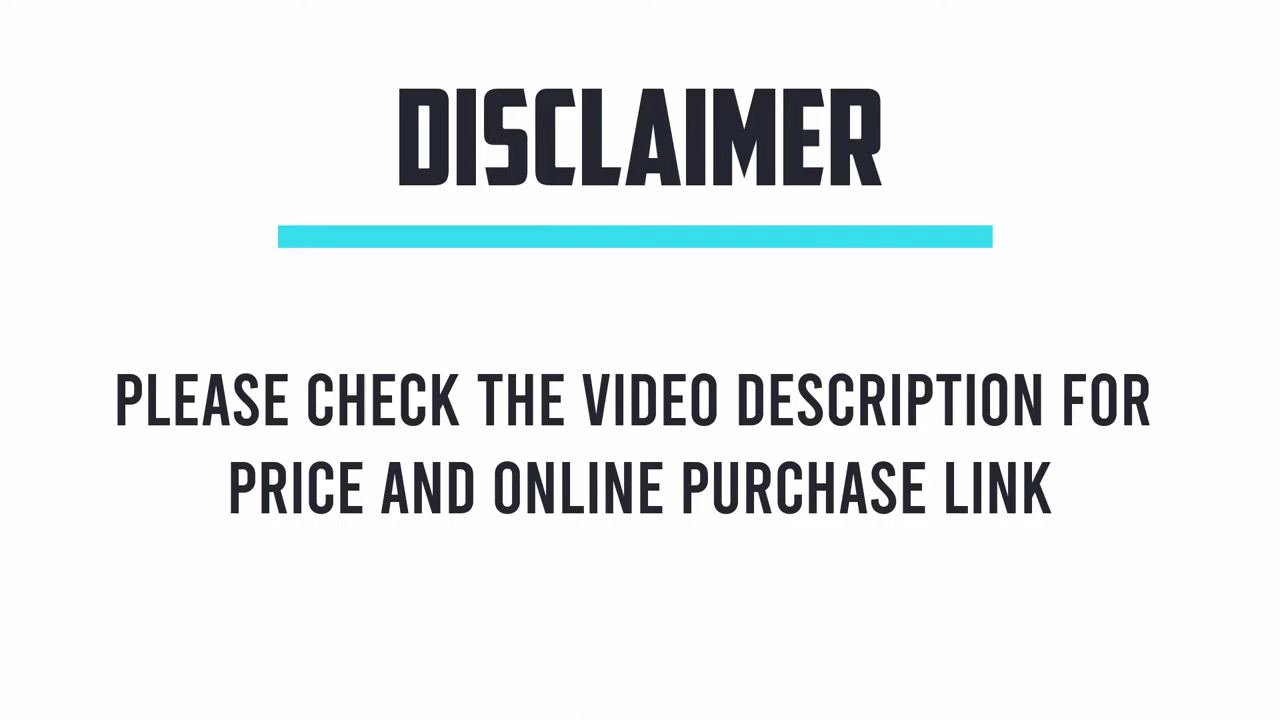 DISCLAIMER
PLEASE CHECK THE VIDEO DESCRIPTION FOR
PRICE AND ONLINE PURCHASE LINK